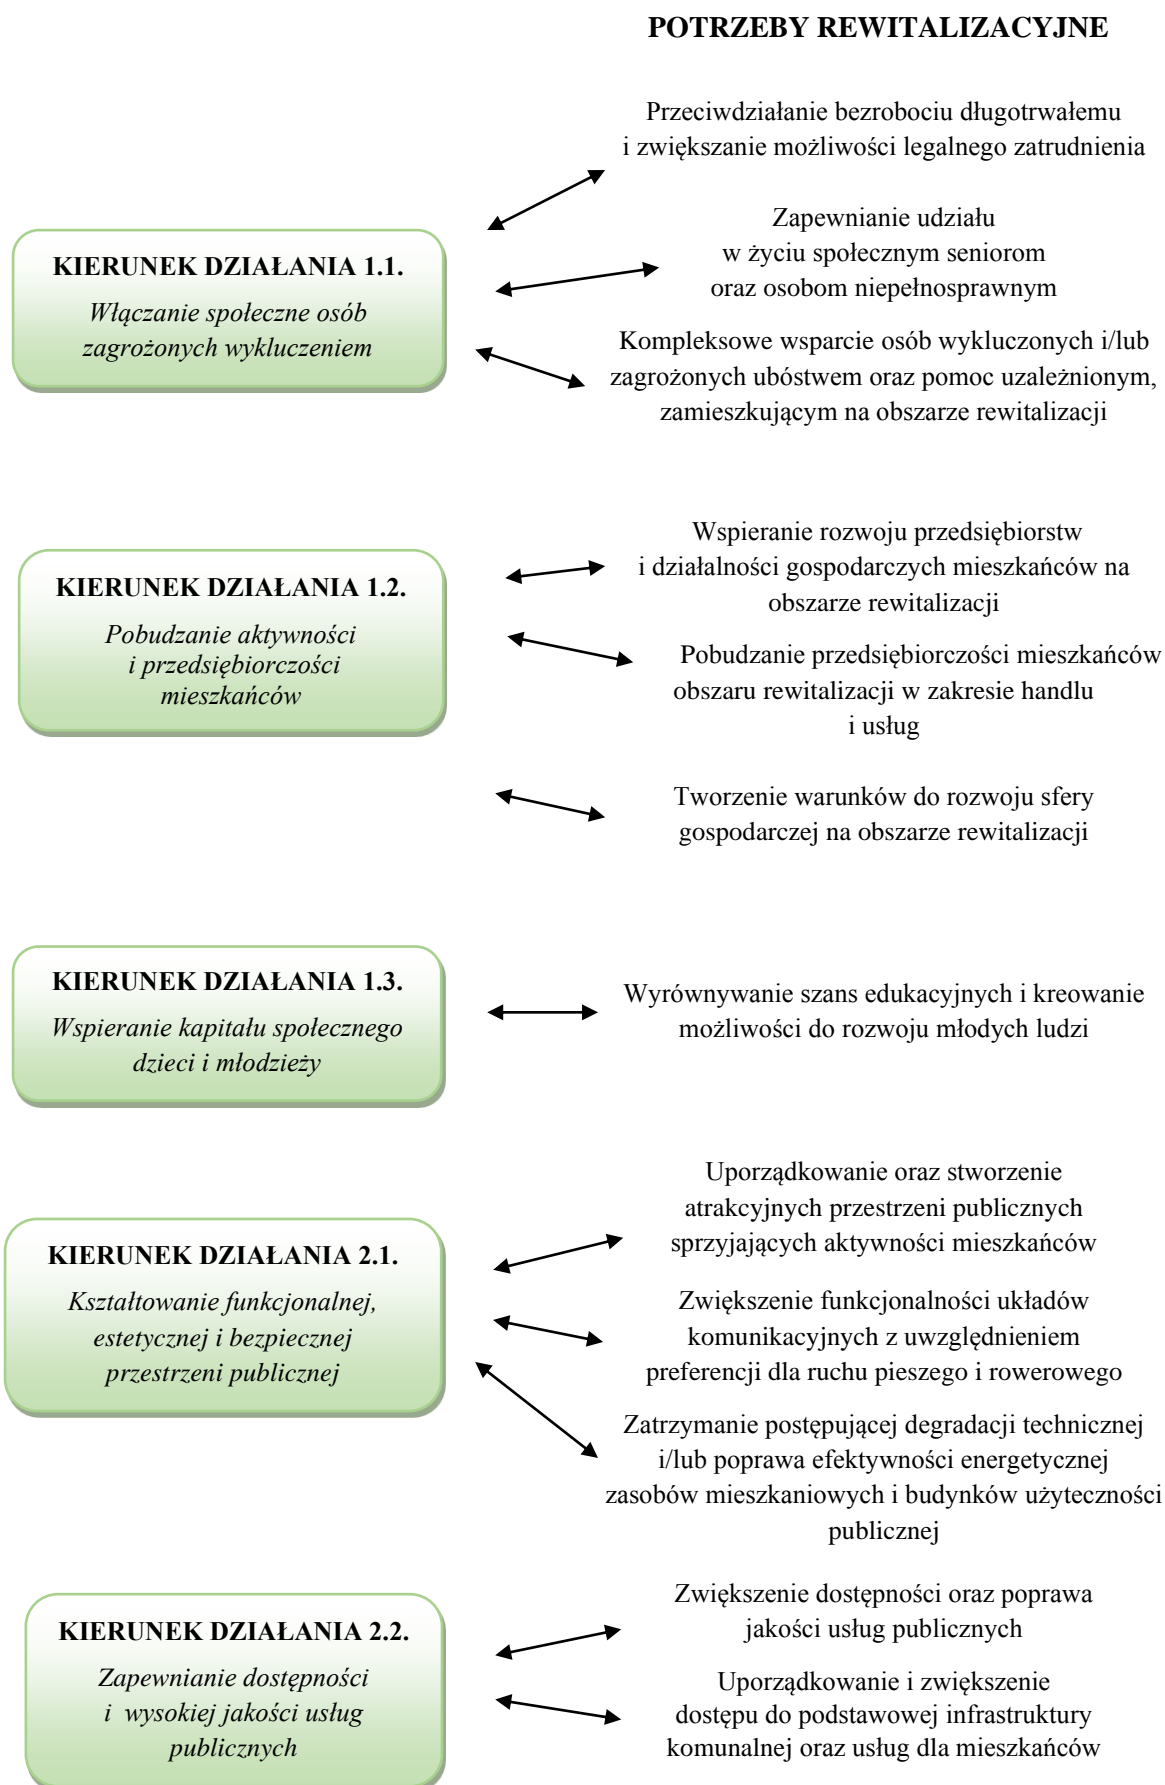 POTRZEBY REWITALIZACYJNE
Przeciwdziałanie bezrobociu długotrwałemu
i zwiększanie możliwości legalnego zatrudnienia
KIERUNEK DZIAŁANIA 1.1.
Włączanie społeczne osób
zagrożonych wykluczeniem
Zapewnianie udziału
w życiu społecznym seniorom
oraz osobom niepełnosprawnym
Kompleksowe wsparcie osób wykluczonych i/lub
zagrożonych ubóstwem oraz pomoc uzależnionym,
zamieszkującym na obszarze rewitalizacji
KIERUNEK DZIAŁANIA 1.2.
Pobudzanie aktywności
i przedsiębiorczości
mieszkańców
Wspieranie rozwoju przedsiębiorstw
i działalności gospodarczych mieszkańców na
obszarze rewitalizacji
Pobudzanie przedsiębiorczości mieszkańców
obszaru rewitalizacji w zakresie handlu
i usług
Tworzenie warunków do rozwoju sfery
gospodarczej na obszarze rewitalizacji
KIERUNEK DZIAŁANIA 1.3.
Wspieranie kapitału społecznego
dzieci i młodzieży
Wyrównywanie szans edukacyjnych i kreowanie
możliwości do rozwoju młodych ludzi
KIERUNEK DZIAŁANIA 2.1.
Kształtowanie funkcjonalnej,
estetycznej i bezpiecznej
przestrzeni publicznej
Uporządkowanie oraz stworzenie
atrakcyjnych przestrzeni publicznych
sprzyjających aktywności mieszkańców
Zwiększenie funkcjonalności układów
komunikacyjnych z uwzględnieniem
preferencji dla ruchu pieszego i rowerowego
Zatrzymanie postępującej degradacji technicznej
i/lub poprawa efektywności energetycznej
zasobów mieszkaniowych i budynków użyteczności
publicznej
KIERUNEK DZIAŁANIA 2.2.
Zapewnianie dostępności
i wysokiej jakości usług
publicznych
Zwiększenie dostępności oraz poprawa
jakości usług publicznych
Uporządkowanie i zwiększenie
dostępu do podstawowej infrastruktury
komunalnej oraz usług dla mieszkańców